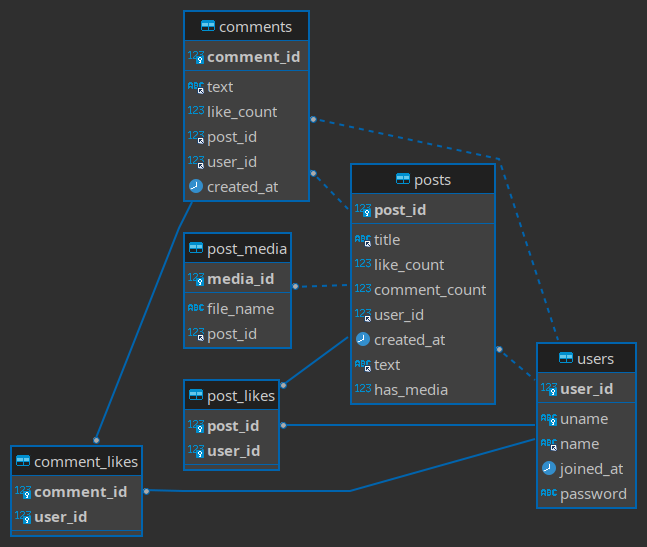 comments
123 comment_id
ABC text
123 like_count
123 post_id
123 user_id
created_at
posts
123 post_id
ABC title
123 like_count
123 comment_count
123 user_id
created_at
ABC text
123 has_media
post_media
123 media_id
ABC file_name
123 post_id
users
123 user_id
ABC uname
ABC name
joined_at
ABC password
post_likes
123 post_id
123 user_id
comment_likes
123 comment_id
123 user_id